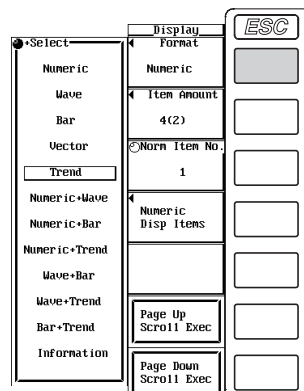 ESC
Display
+Select
Numeric
Wave
Bar
Vector
Trend
Numeric+Wave
Numeric+Bar
Numeric+Trend
Wave+Bar
Wave+Trend
Bar+Trend
Information
Format
Numeric
Item Amount
4(2)
Norm Item No.
1
Numeric
Disp Items
Page Up
Scroll Exec
Page Down
Scroll Exec